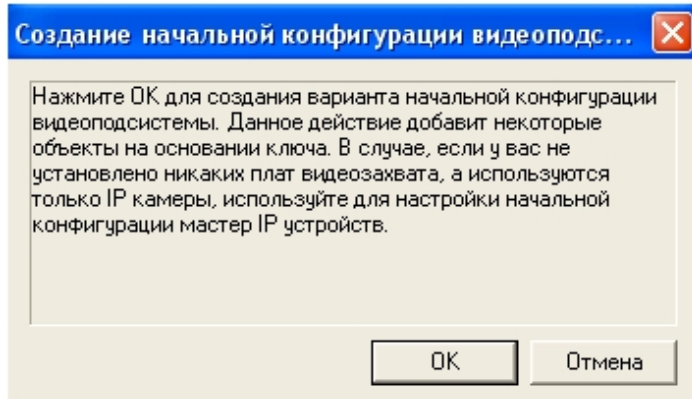 Создание начальной конфигурации видеоподс...
Нажмите ОК для создания варианта начальной конфигурации
видеоподсистемы. Данное действие добавит некоторые
объекты на основании ключа. В случае, если у вас не
установлено никаких плат видеозахвата, а используются
только IP камеры, используйте для настройки начальной
конфигурации мастер IP устройств.
OK
Отмена